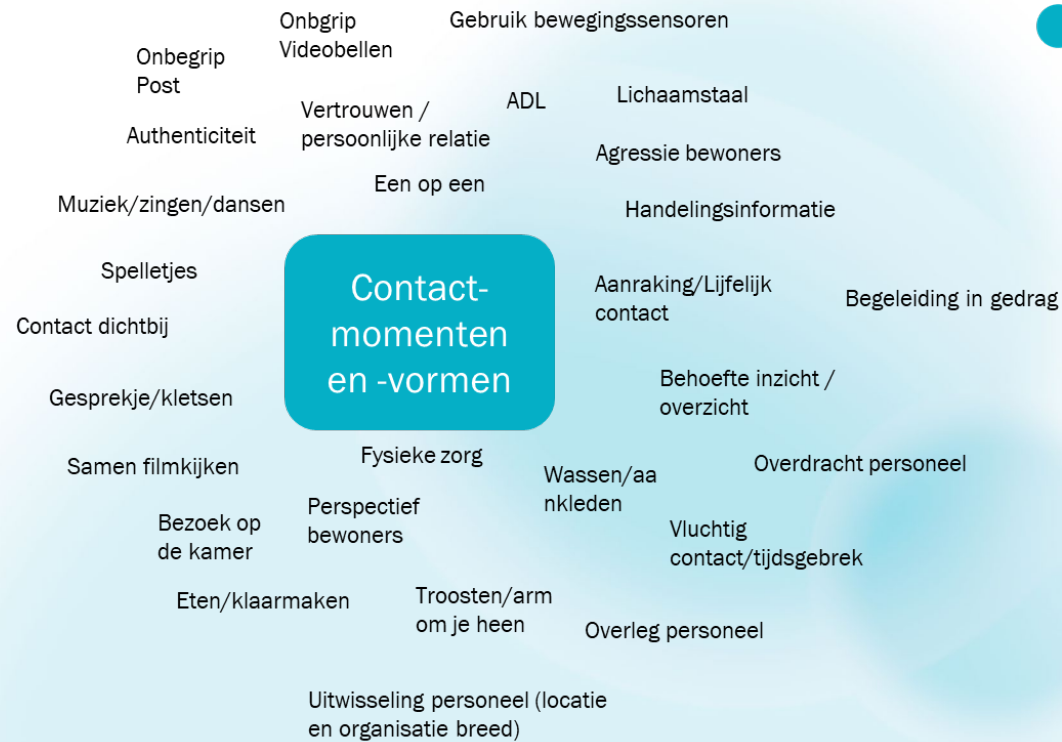 Onbgrip
Videobellen
Gebruik bewegingssensoren
Onbegrip
Post
Vertrouwen /
persoonlijke relatie
ADL
Lichaamstaal
Authenticiteit
Agressie bewoners
Een op een
Muziek/zingen/dansen
Handelingsinformatie
Spelletjes
Contact-
momenten
en -vormen
Aanraking/Lijfelijk
contact
Begeleiding in gedrag
Contact dichtbij
Gesprekje/kletsen
Behoefte inzicht /
overzicht
Fysieke zorg
Samen filmkijken
Wassen/aa
nkleden
Overdracht personeel
Perspectief
bewoners
Bezoek op
de kamer
Vluchtig
contact/tijdsgebrek
Eten/klaarmaken
Troosten/arm
om je heen
Overleg personeel
Uitwisseling personeel (locatie
en organisatie breed)